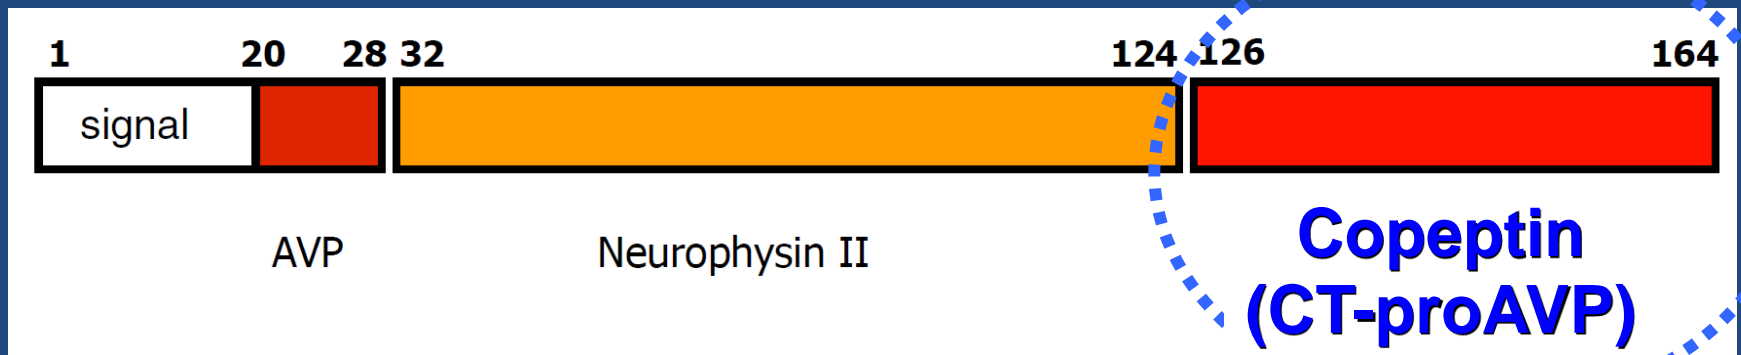 1 20 28 32 124 126 164
signal
AVP Neurophysin II
Copeptin
(CT-proAVP)